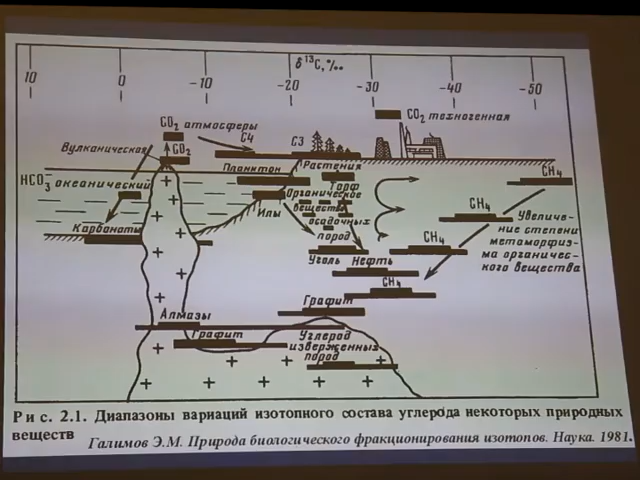 δ¹³C,‰
10 0 -10 -20 -30 -40 -50
CO₂ атмосферы
CO₂ техногенная
C4
C3
Вулканическая
CO₂
Планктон
Растения
CH₄
HCO₃⁻ океанический
Торф
Органическое
вещество
осадочных
пород
Илы
CH₄
Карбонаты
CH₄
Увеличе-
ние степени
метаморфиз-
ма органичес-
кого вещества
Уголь
Нефть
CH₄
Графит
Алмазы
Графит
Углерод
изверженных
пород
Рис. 2.1. Диапазоны вариаций изотопного состава углерода некоторых природных
веществ
Галимов Э.М. Природа биологического фракционирования изотопов. Наука. 1981.